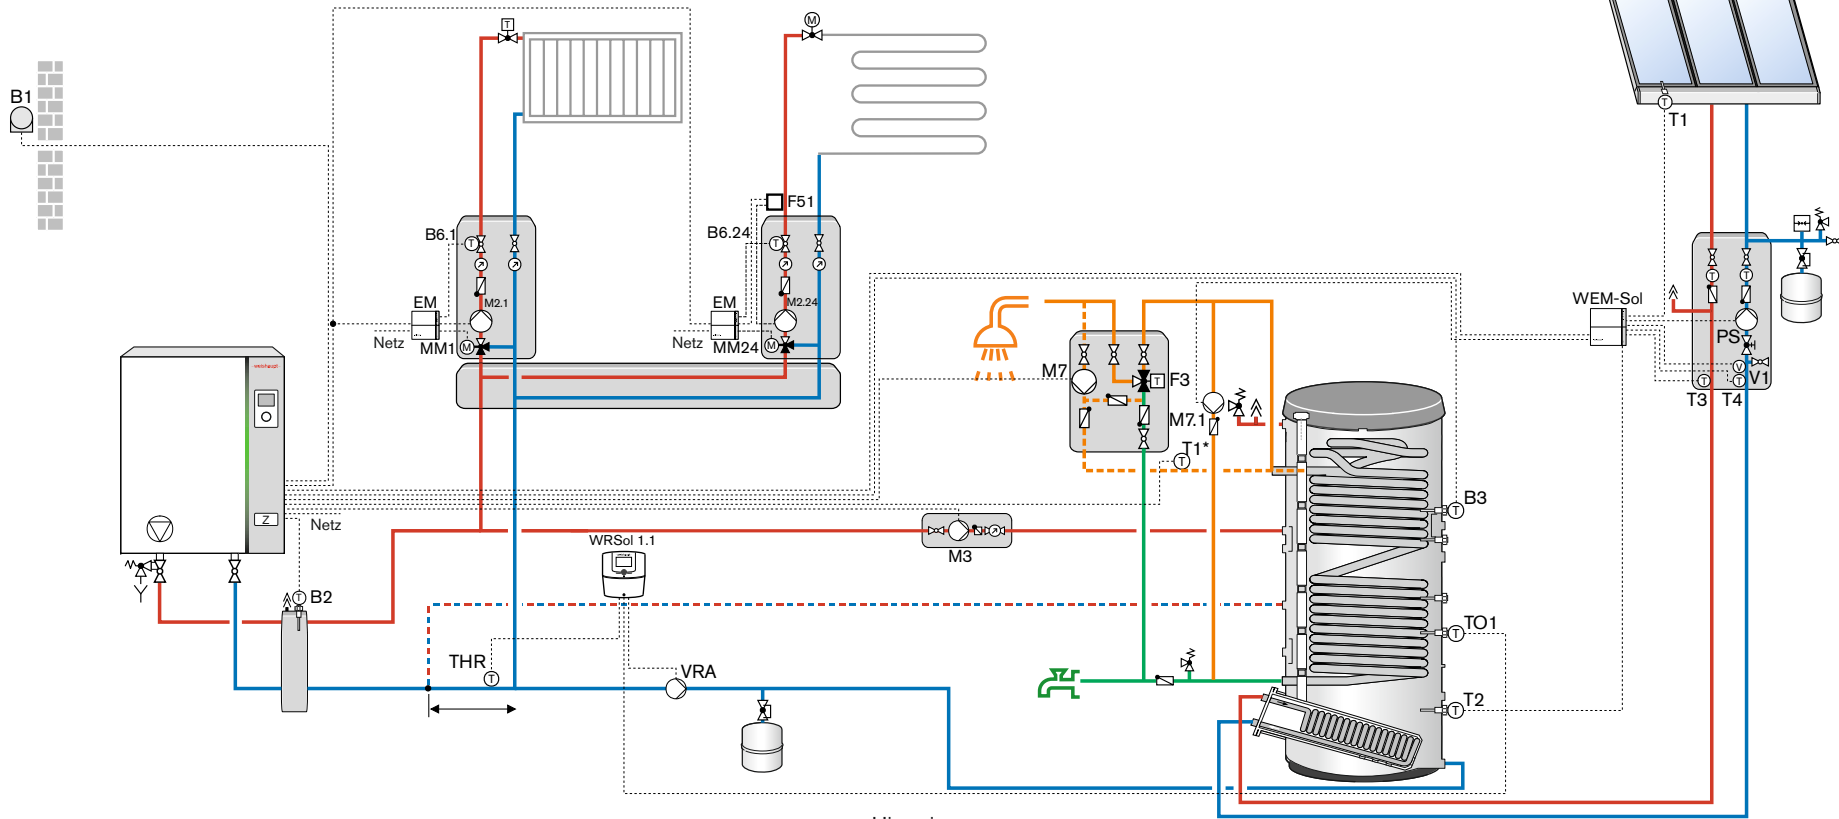 T
M
B1
T1
F51
B6.1
T
B6.24
T
T
T
WEM-Sol
EM
M2.1
EM
M2.24
PS
Netz
MM1
M
Netz
MM24
M
M7
T
F3
V
V1
T3
T
T4
T
M7.1
T1*
T
B3
T
Z
Netz
WRSol 1.1
M3
B2
T
TO1
T
THR
T
VRA
T2
T